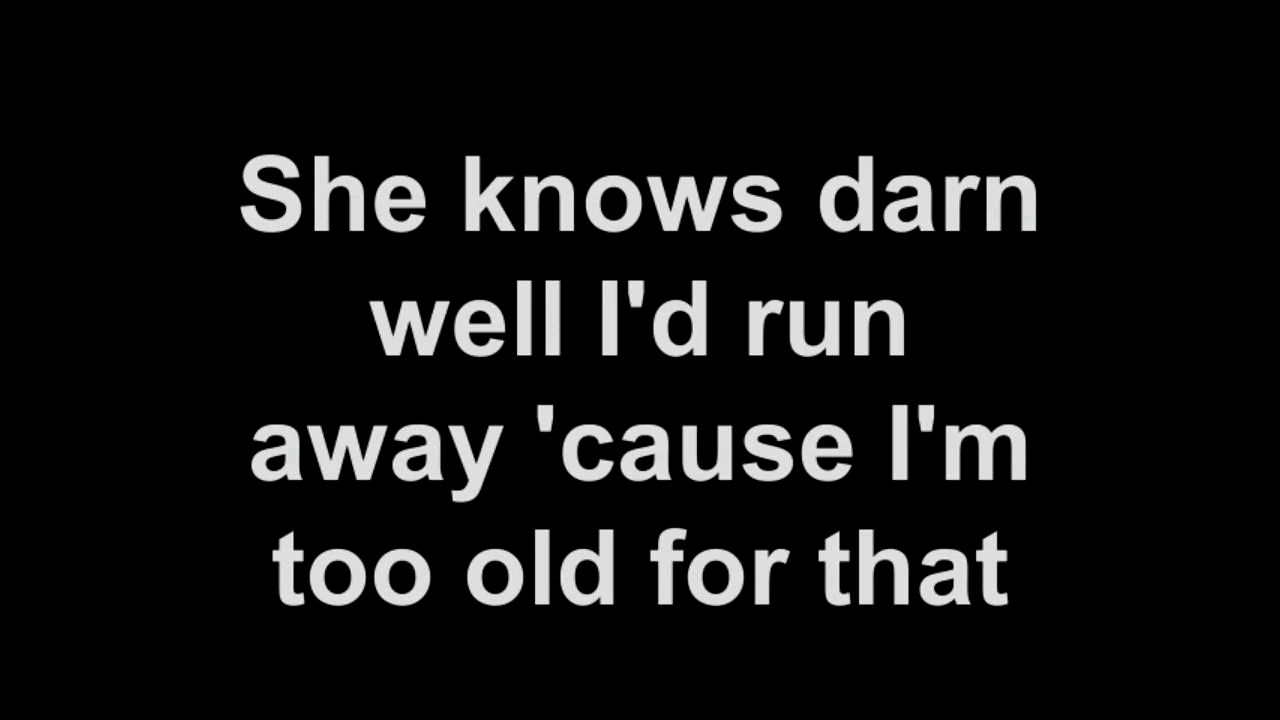 She knows darn
well I'd run
away 'cause I'm
too old for that